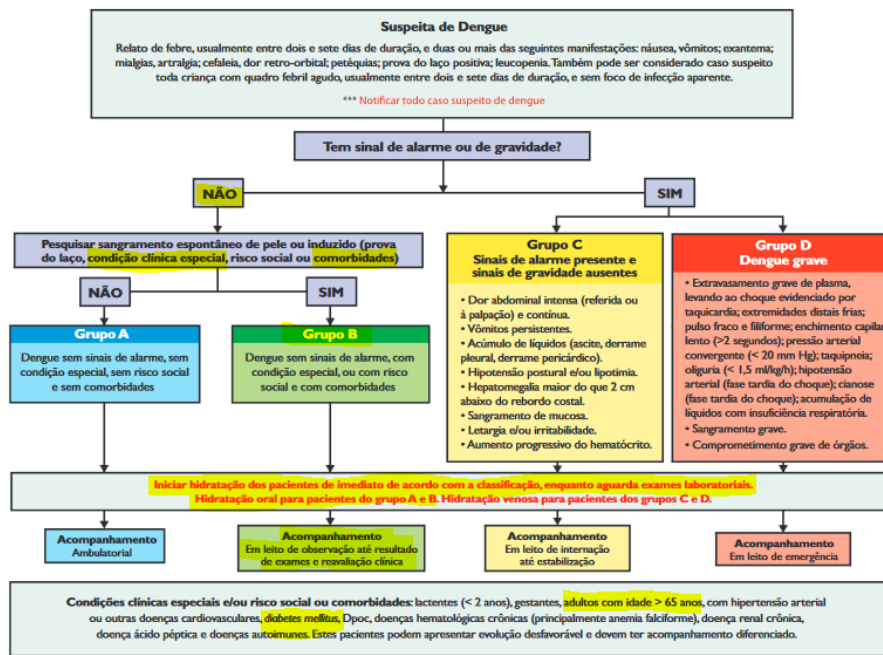 Suspeita de Dengue
Relato de febre, usualmente entre dois e sete dias de duração, e duas ou mais das seguintes manifestações: náusea, vômitos; exantema;
mialgias, artralgia; cefaleia, dor retro-orbital; petéquias; prova do laço positiva; leucopenia. Também pode ser considerado caso suspeito
toda criança com quadro febril agudo, usualmente entre dois e sete dias de duração, e sem foco de infecção aparente.
*** Notificar todo caso suspeito de dengue
Tem sinal de alarme ou de gravidade?
NÃO
SIM
Pesquisar sangramento espontâneo de pele ou induzido (prova
do laço, condição clínica especial, risco social ou comorbidades)
NÃO
SIM
Grupo A
Dengue sem sinais de alarme, sem
condição especial, sem risco social
e sem comorbidades
Grupo B
Dengue sem sinais de alarme, com
condição especial, ou com risco
social e com comorbidades
Grupo C
Sinais de alarme presente e
sinais de gravidade ausentes
• Dor abdominal intensa (referida ou
à palpação) e contínua.
• Vômitos persistentes.
• Acúmulo de líquidos (ascite, derrame
pleural, derrame pericárdico).
• Hipotensão postural e/ou lipotimia.
• Hepatomegalia maior do que 2 cm
abaixo do rebordo costal.
• Sangramento de mucosa.
• Letargia e/ou irritabilidade.
• Aumento progressivo do hematócrito.
Grupo D
Dengue grave
• Extravasamento grave de plasma,
levando ao choque evidenciado por
taquicardia; extremidades distais frias;
pulso fraco e filiforme; enchimento capilar
lento (>2 segundos); pressão arterial
convergente (< 20 mm Hg); taquipneia;
oliguria (< 1,5 ml/kg/h); hipotensão
arterial (fase tardia do choque); cianose
(fase tardia do choque); acumulação de
líquidos com insuficiência respiratória.
• Sangramento grave.
• Comprometimento grave de órgãos.
Iniciar hidratação dos pacientes de imediato de acordo com a classificação, enquanto aguarda exames laboratoriais.
Hidratação oral para pacientes do grupo A e B. Hidratação venosa para pacientes dos grupos C e D.
Acompanhamento
Ambulatorial
Acompanhamento
Em leito de observação até resultado
de exames e reavaliação clínica
Acompanhamento
Em leito de internação
até estabilização
Acompanhamento
Em leito de emergência
Condições clínicas especiais e/ou risco social ou comorbidades: lactentes (< 2 anos), gestantes, adultos com idade > 65 anos, com hipertensão arterial
ou outras doenças cardiovasculares, diabetes mellitus, Dpoc, doenças hematológicas crônicas (principalmente anemia falciforme), doença renal crônica,
doença ácido péptica e doenças autoimunes. Estes pacientes podem apresentar evolução desfavorável e devem ter acompanhamento diferenciado.